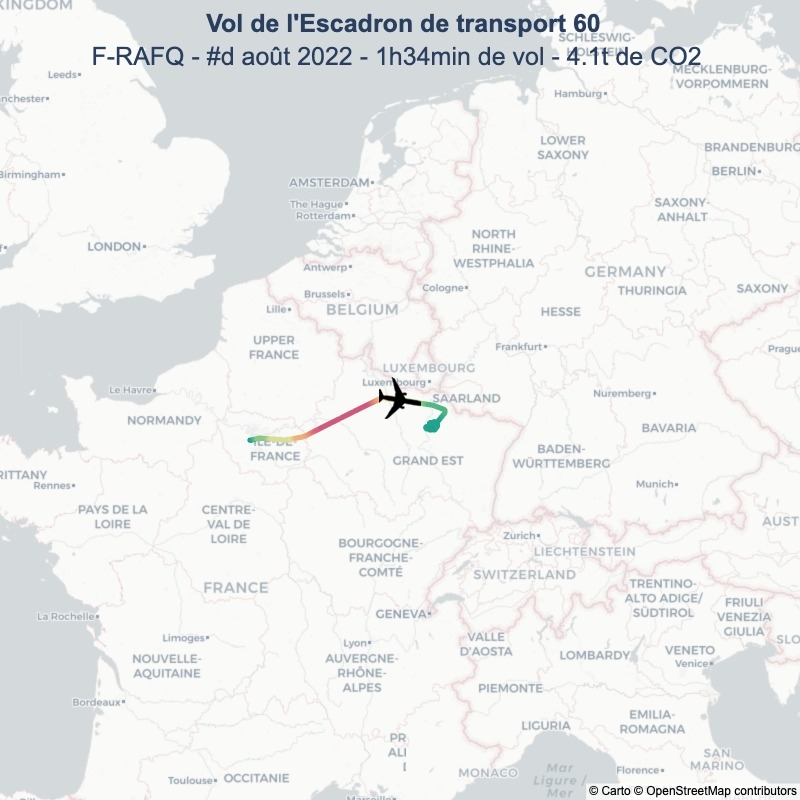 Vol de l'Escadron de transport 60
F-RAFQ - #d août 2022 - 1h34min de vol - 4.1t de CO2
KINGDOM
SCHLESWIG-
HOLSTEIN
Leeds
MECKLENBURG-
VORPOMMERN
Hamburg
nchester
LOWER
SAXONY
BRANDENBURG
BERLIN
Birmingham
AMSTERDAM
The Hague
Rotterdam
SAXONY-
ANHALT
LONDON
NORTH
RHINE-
WESTPHALIA
Antwerp
GERMANY
Brussels
Cologne
THURINGIA
SAXONY
Lille
BELGIUM
HESSE
UPPER
FRANCE
Frankfurt
Prague
LUXEMBOURG
Luxembourg
Le Havre
SAARLAND
Nuremberg
NORMANDY
BAVARIA
ÎLE-DE-
FRANCE
GRAND EST
BADEN-
WÜRTTEMBERG
RITTANY
Rennes
Munich
PAYS DE LA
LOIRE
CENTRE-
VAL DE
LOIRE
AUST
Zurich
LIECHTENSTEIN
BOURGOGNE-
FRANCHE-
COMTÉ
SWITZERLAND
FRANCE
TRENTINO-
ALTO ADIGE/
SÜDTIROL
La Rochelle
GENEVA
FRIULI
VENEZIA
GIULIA
Limoges
Lyon
VALLE
D'AOSTA
SLO
NOUVELLE-
AQUITAINE
AUVERGNE-
RHÔNE-
ALPES
LOMBARDY
VENETO
Venice
Bordeaux
PIEMONTE
EMILIA-
ROMAGNA
LIGURIA
PR
AL
SAN
MARINO
Toulouse
OCCITANIE
MONACO
Mar
Ligure /
Mer
Florence
© Carto © OpenStreetMap contributors